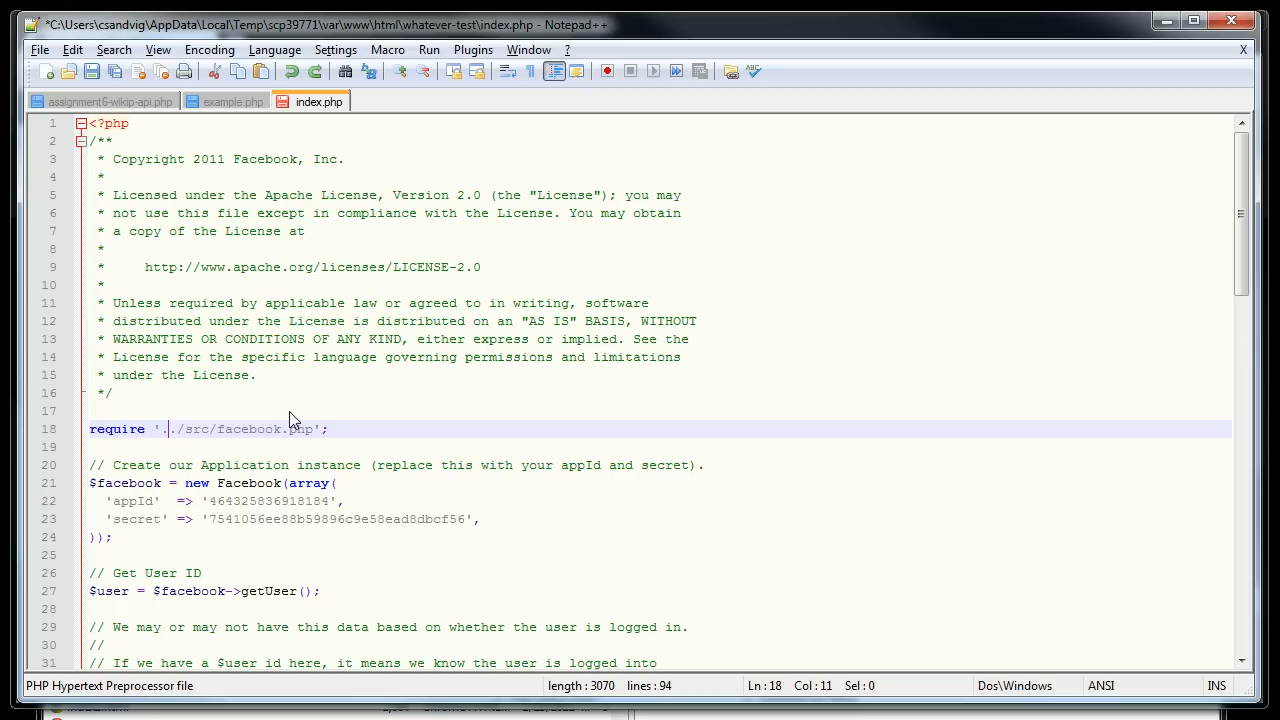 *C:\Users\csandvig\AppData\Local\Temp\scp39771\var\www\html\whatever-test\index.php - Notepad++
File Edit Search View Encoding Language Settings Macro Run Plugins Window ? X
assignment6-wikip-api.php example.php index.php
1 <?php
2 /**
3 * Copyright 2011 Facebook, Inc.
4 *
5 * Licensed under the Apache License, Version 2.0 (the "License"); you may
6 * not use this file except in compliance with the License. You may obtain
7 * a copy of the License at
8 *
9 * http://www.apache.org/licenses/LICENSE-2.0
10 *
11 * Unless required by applicable law or agreed to in writing, software
12 * distributed under the License is distributed on an "AS IS" BASIS, WITHOUT
13 * WARRANTIES OR CONDITIONS OF ANY KIND, either express or implied. See the
14 * License for the specific language governing permissions and limitations
15 * under the License.
16 */
17
18 require '../src/facebook.php';
19
20 // Create our Application instance (replace this with your appId and secret).
21 $facebook = new Facebook(array(
22 'appId' => '464325836918184',
23 'secret' => '7541056ee88b59896c9e58ead8dbcf56',
24 ));
25
26 // Get User ID
27 $user = $facebook->getUser();
28
29 // We may or may not have this data based on whether the user is logged in.
30 //
31 // If we have a $user id here, it means we know the user is logged into
PHP Hypertext Preprocessor file length : 3070 lines : 94 Ln : 18 Col : 11 Sel : 0 Dos\Windows ANSI INS